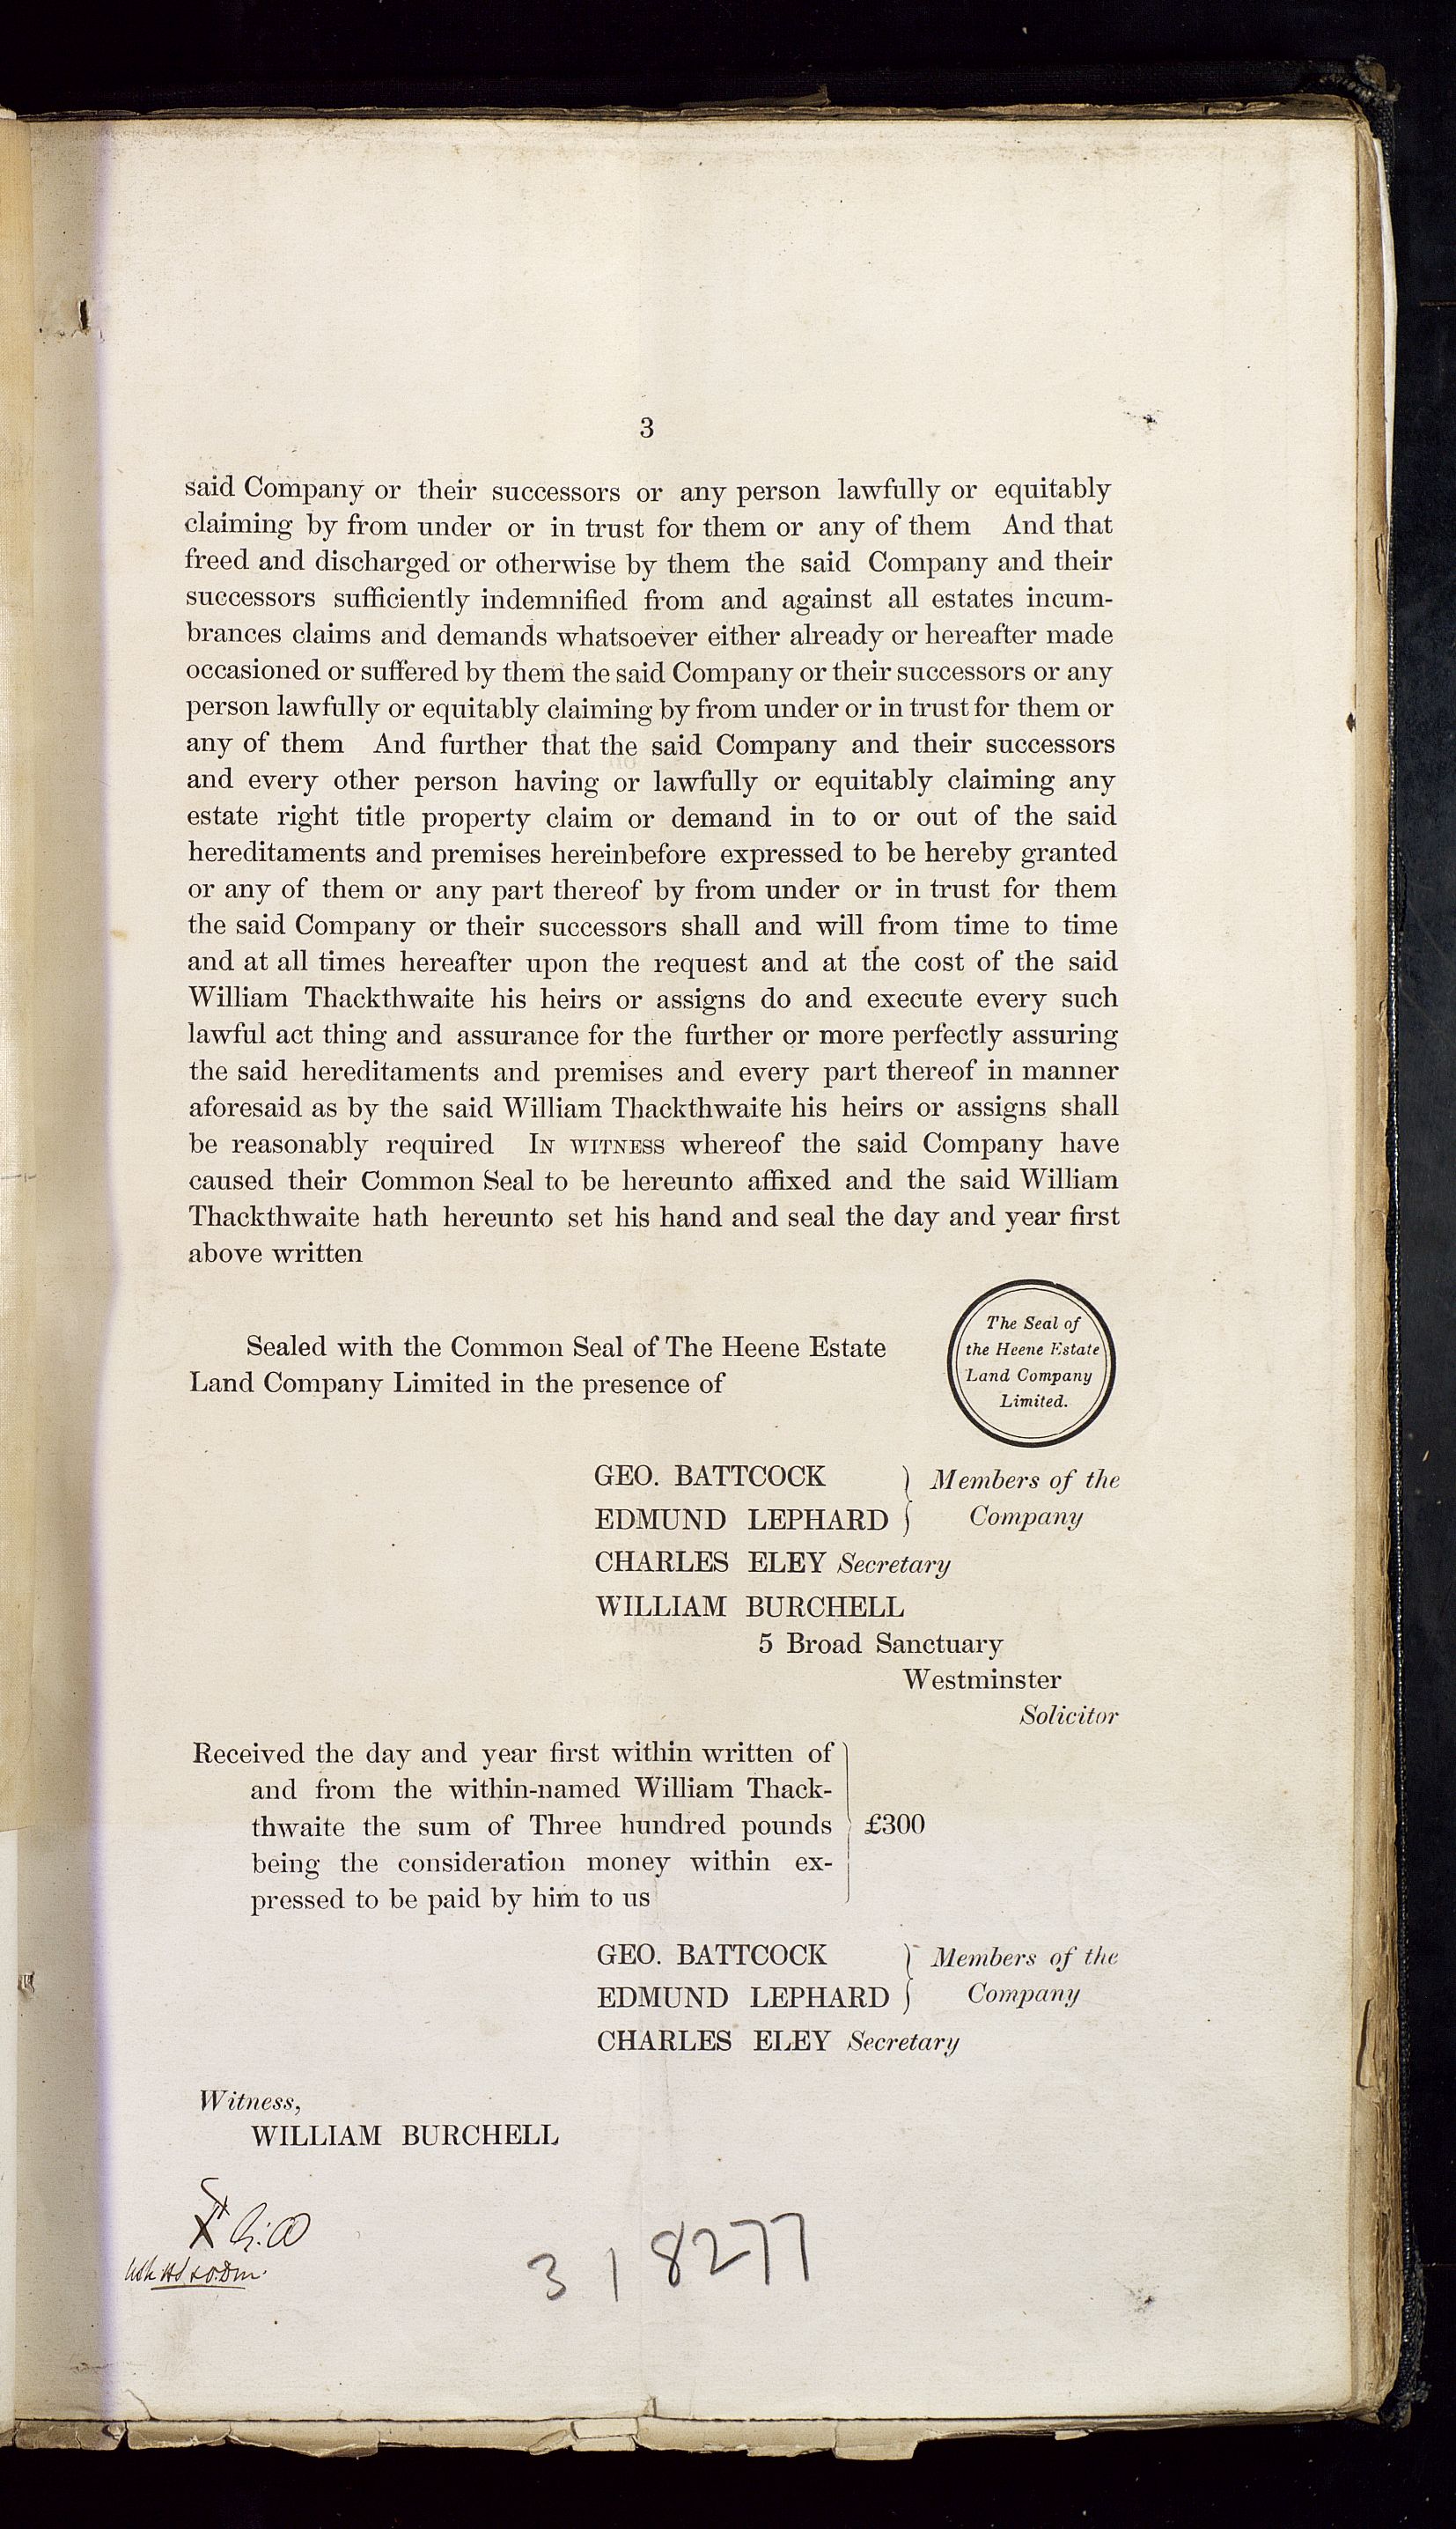 3
said Company or their successors or any person lawfully or equitably
claiming by from under or in trust for them or any of them And that
freed and discharged or otherwise by them the said Company and their
successors sufficiently indemnified from and against all estates incum-
brances claims and demands whatsoever either already or hereafter made
occasioned or suffered by them the said Company or their successors or any
person lawfully or equitably claiming by from under or in trust for them or
any of them And further that the said Company and their successors
and every other person having or lawfully or equitably claiming any
estate right title property claim or demand in to or out of the said
hereditaments and premises hereinbefore expressed to be hereby granted
or any of them or any part thereof by from under or in trust for them
the said Company or their successors shall and will from time to time
and at all times hereafter upon the request and at the cost of the said
William Thackthwaite his heirs or assigns do and execute every such
lawful act thing and assurance for the further or more perfectly assuring
the said hereditaments and premises and every part thereof in manner
aforesaid as by the said William Thackthwaite his heirs or assigns shall
be reasonably required IN WITNESS whereof the said Company have
caused their Common Seal to be hereunto affixed and the said William
Thackthwaite hath hereunto set his hand and seal the day and year first
above written
The Seal of
the Heene Estate
Land Company
Limited.
Sealed with the Common Seal of The Heene Estate
Land Company Limited in the presence of
GEO. BATTCOCK } Members of the
EDMUND LEPHARD } Company
CHARLES ELEY Secretary
WILLIAM BURCHELL
5 Broad Sanctuary
Westminster
Solicitor
Received the day and year first within written of
and from the within-named William Thack-
thwaite the sum of Three hundred pounds £300
being the consideration money within ex-
pressed to be paid by him to us
GEO. BATTCOCK } Members of the
EDMUND LEPHARD } Company
CHARLES ELEY Secretary
Witness,
WILLIAM BURCHELL
318277